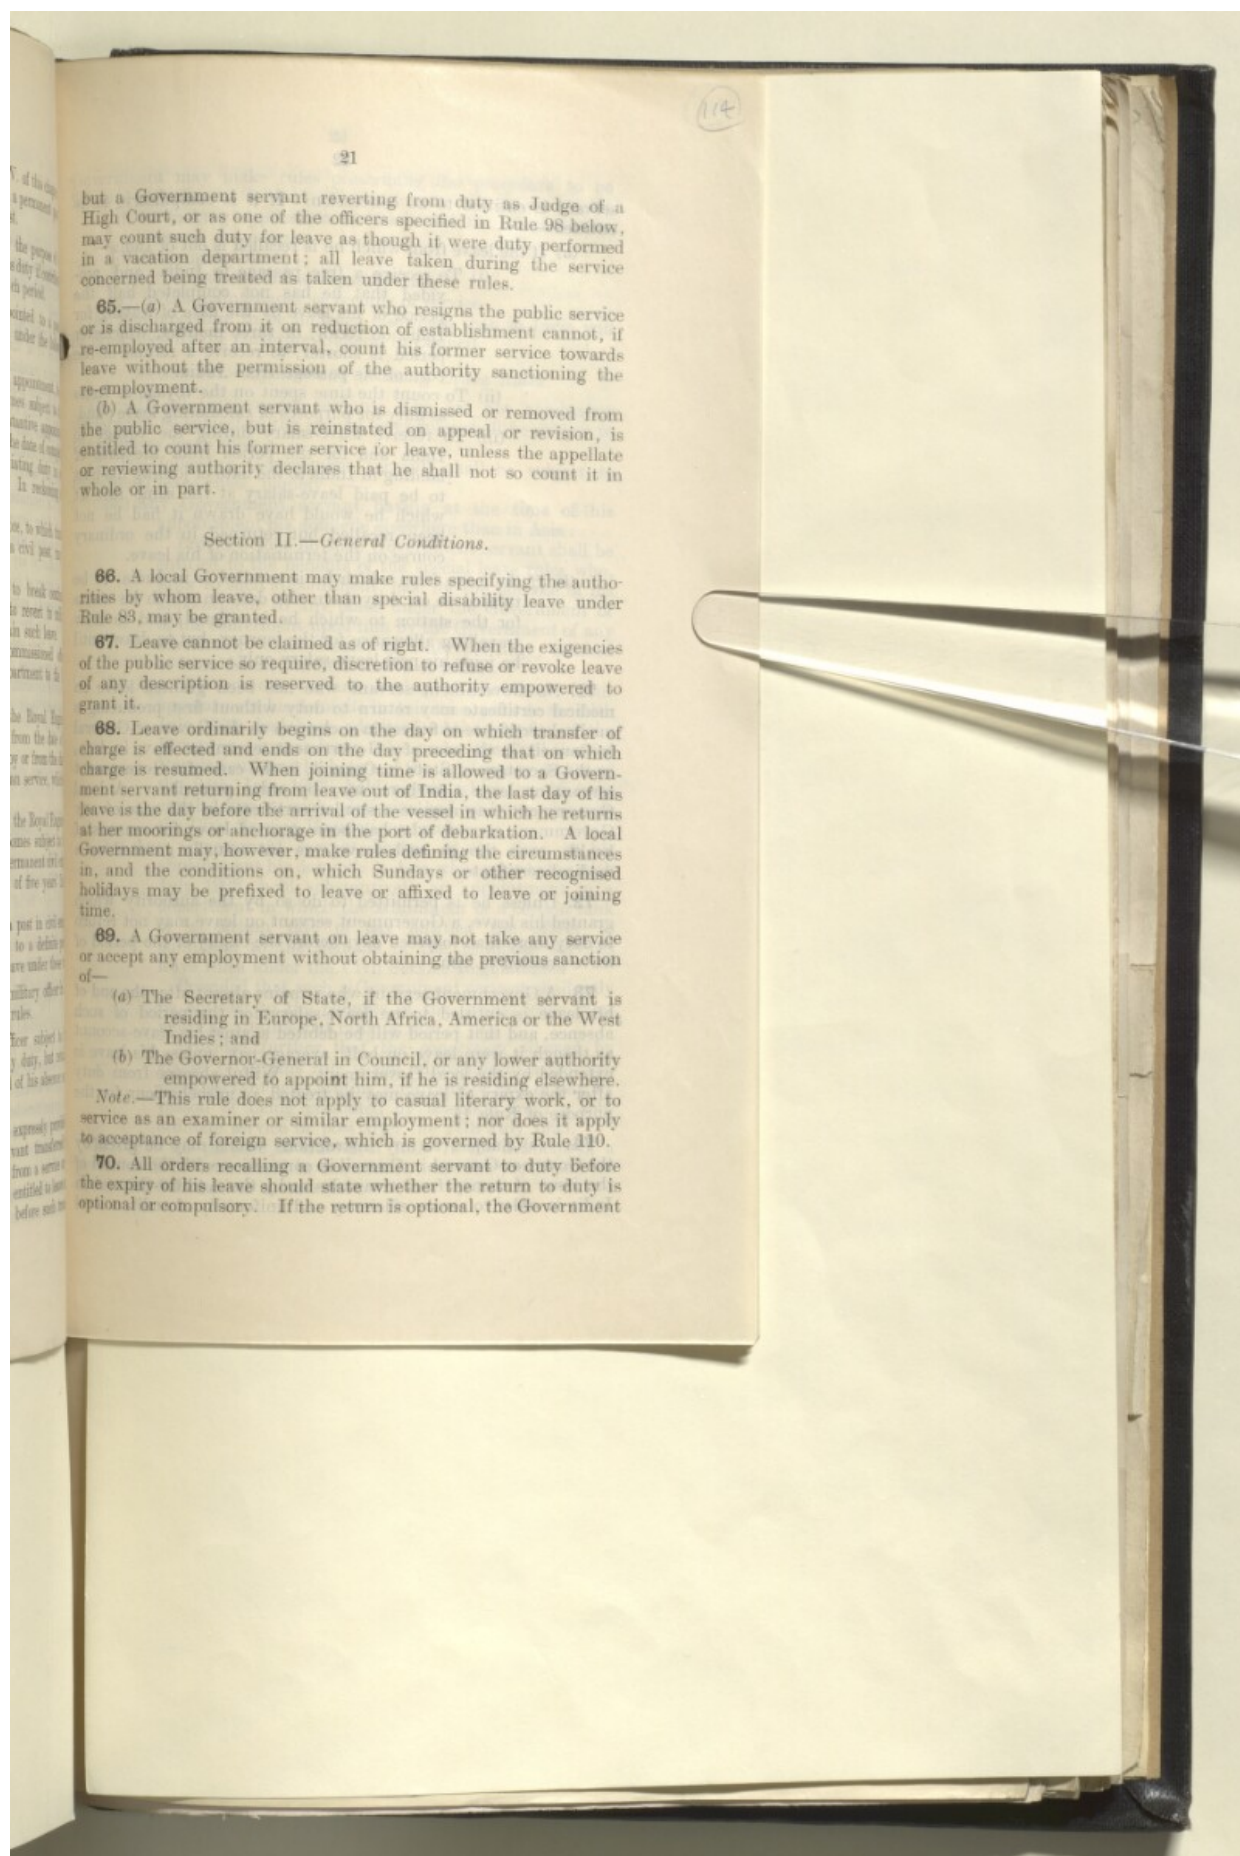 114
21
but a Government servant reverting from duty as Judge of a
High Court, or as one of the officers specified in Rule 98 below,
may count such duty for leave as though it were duty performed
in a vacation department; all leave taken during the service
concerned being treated as taken under these rules.
65.—(a) A Government servant who resigns the public service
or is discharged from it on reduction of establishment cannot, if
re-employed after an interval, count his former service towards
leave without the permission of the authority sanctioning the
re-employment.
(b) A Government servant who is dismissed or removed from
the public service, but is reinstated on appeal or revision, is
entitled to count his former service for leave, unless the appellate
or reviewing authority declares that he shall not so count it in
whole or in part.
Section II.—General Conditions.
66. A local Government may make rules specifying the autho-
rities by whom leave, other than special disability leave under
Rule 83, may be granted.
67. Leave cannot be claimed as of right. When the exigencies
of the public service so require, discretion to refuse or revoke leave
of any description is reserved to the authority empowered to
grant it.
68. Leave ordinarily begins on the day on which transfer of
charge is effected and ends on the day preceding that on which
charge is resumed. When joining time is allowed to a Govern-
ment servant returning from leave out of India, the last day of his
leave is the day before the arrival of the vessel in which he returns
at her moorings or anchorage in the port of debarkation. A local
Government may, however, make rules defining the circumstances
in, and the conditions on, which Sundays or other recognised
holidays may be prefixed to leave or affixed to leave or joining
time.
69. A Government servant on leave may not take any service
or accept any employment without obtaining the previous sanction
of—
(a) The Secretary of State, if the Government servant is
residing in Europe, North Africa, America or the West
Indies; and
(b) The Governor-General in Council, or any lower authority
empowered to appoint him, if he is residing elsewhere.
Note.—This rule does not apply to casual literary work, or to
service as an examiner or similar employment; nor does it apply
to acceptance of foreign service, which is governed by Rule 110.
70. All orders recalling a Government servant to duty before
the expiry of his leave should state whether the return to duty is
optional or compulsory. If the return is optional, the Government